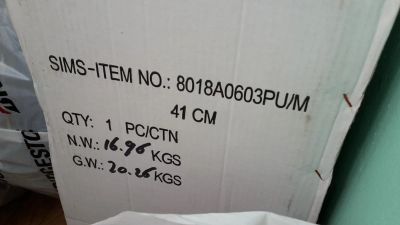 SIMS-ITEM NO.: 8018A0603PU/M
41 CM
QTY: 1 PC/CTN
N.W.: 16.96 KGS
G.W.: 20.26 KGS